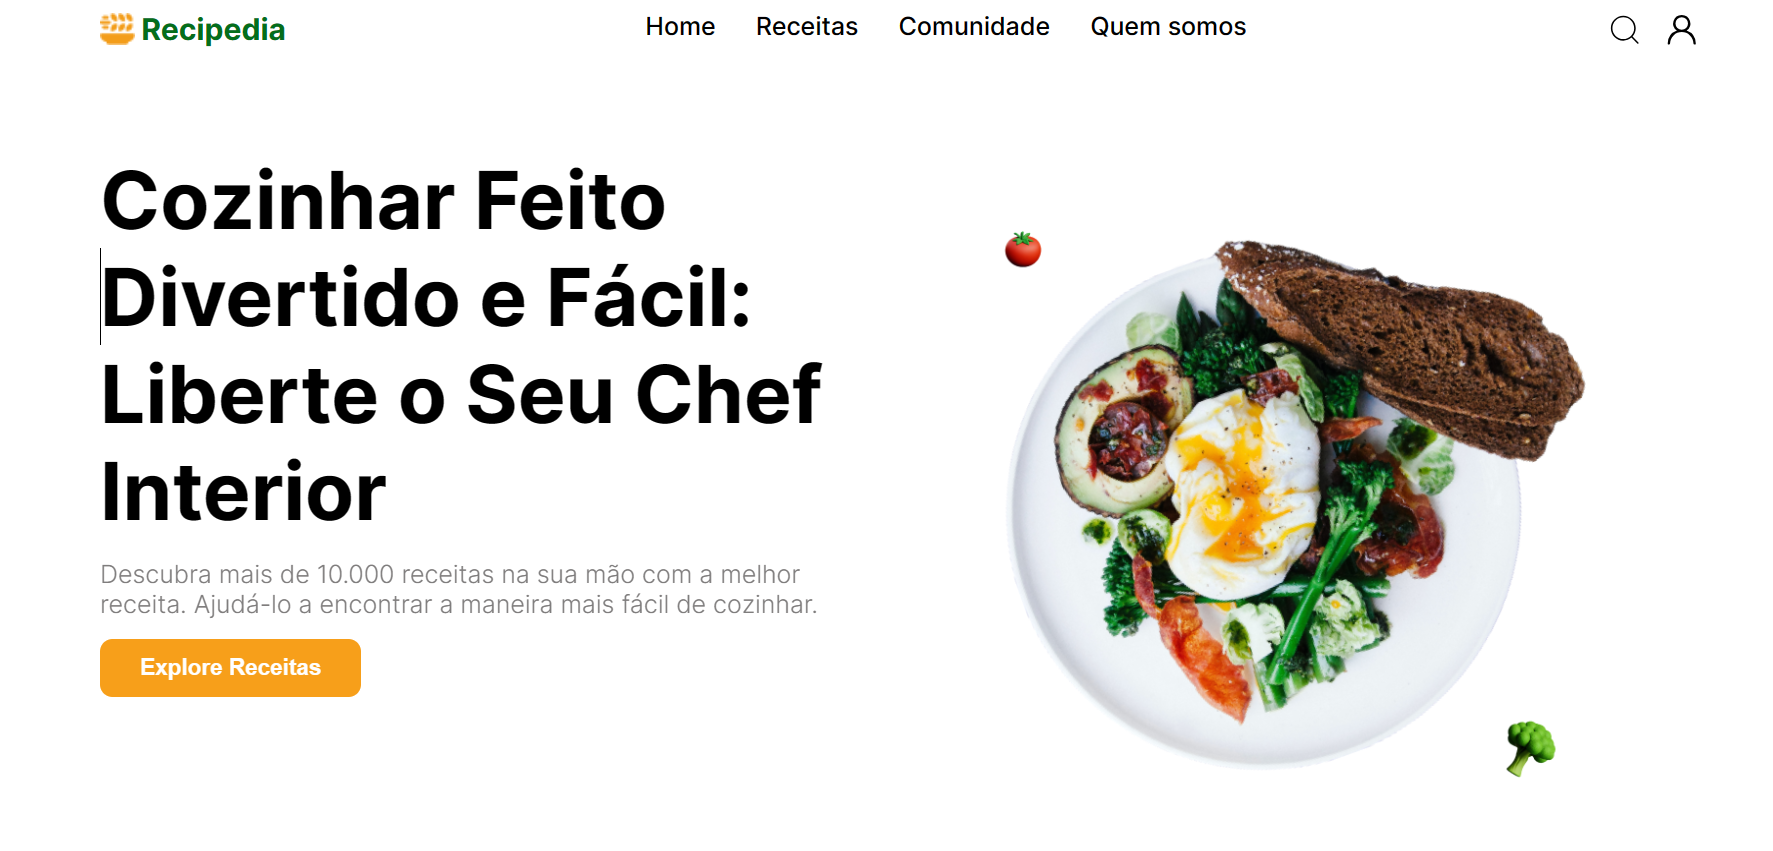 Recipedia
Home Receitas Comunidade Quem somos
Cozinhar Feito
Divertido e Fácil:
Liberte o Seu Chef
Interior
Descubra mais de 10.000 receitas na sua mão com a melhor
receita. Ajudá-lo a encontrar a maneira mais fácil de cozinhar.
Explore Receitas